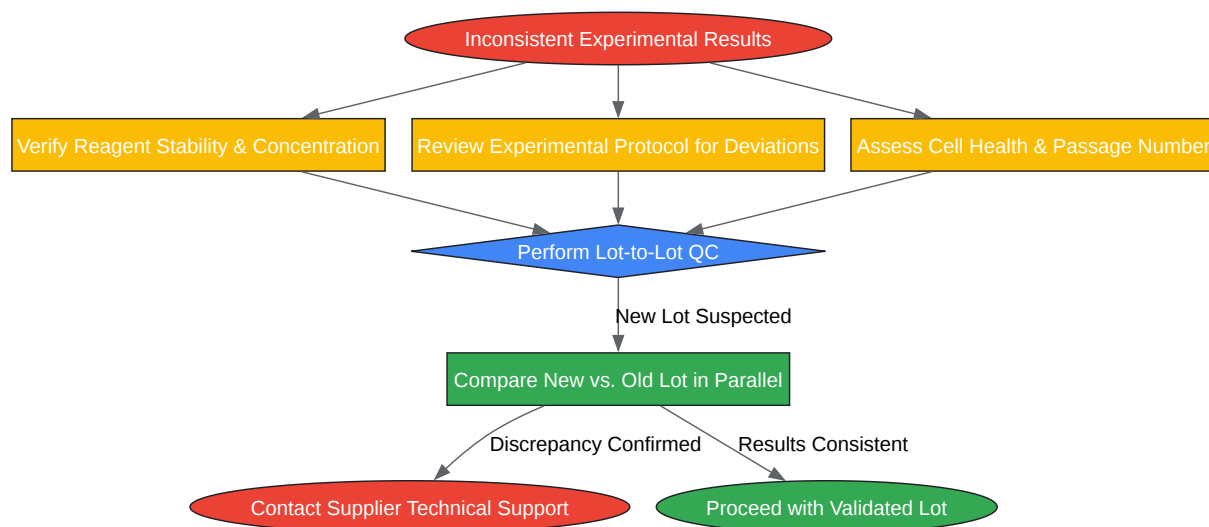 Inconsistent Experimental Results
Verify Reagent Stability & Concentration
Review Experimental Protocol for Deviations
Assess Cell Health & Passage Number
Perform Lot-to-Lot QC
New Lot Suspected
Compare New vs. Old Lot in Parallel
Discrepancy Confirmed
Results Consistent
Contact Supplier Technical Support
Proceed with Validated Lot